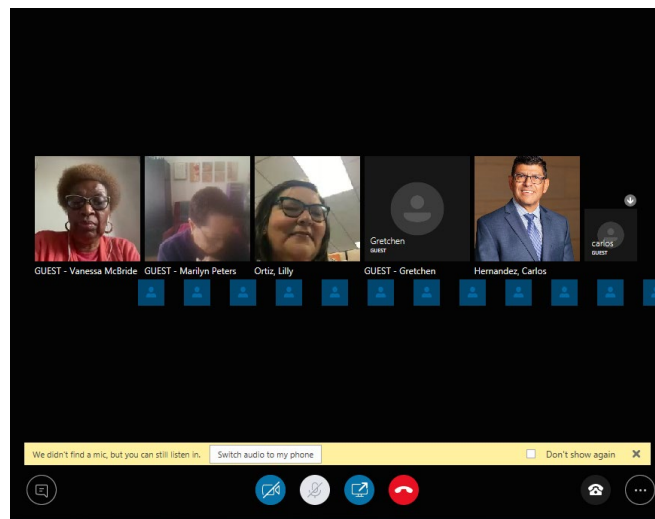 Gretchen
GUEST
carlos
GUEST
GUEST - Vanessa McBride
GUEST - Marilyn Peters
Ortiz, Lilly
GUEST - Gretchen
Hernandez, Carlos
We didn't find a mic, but you can still listen in.
Switch audio to my phone
Don't show again